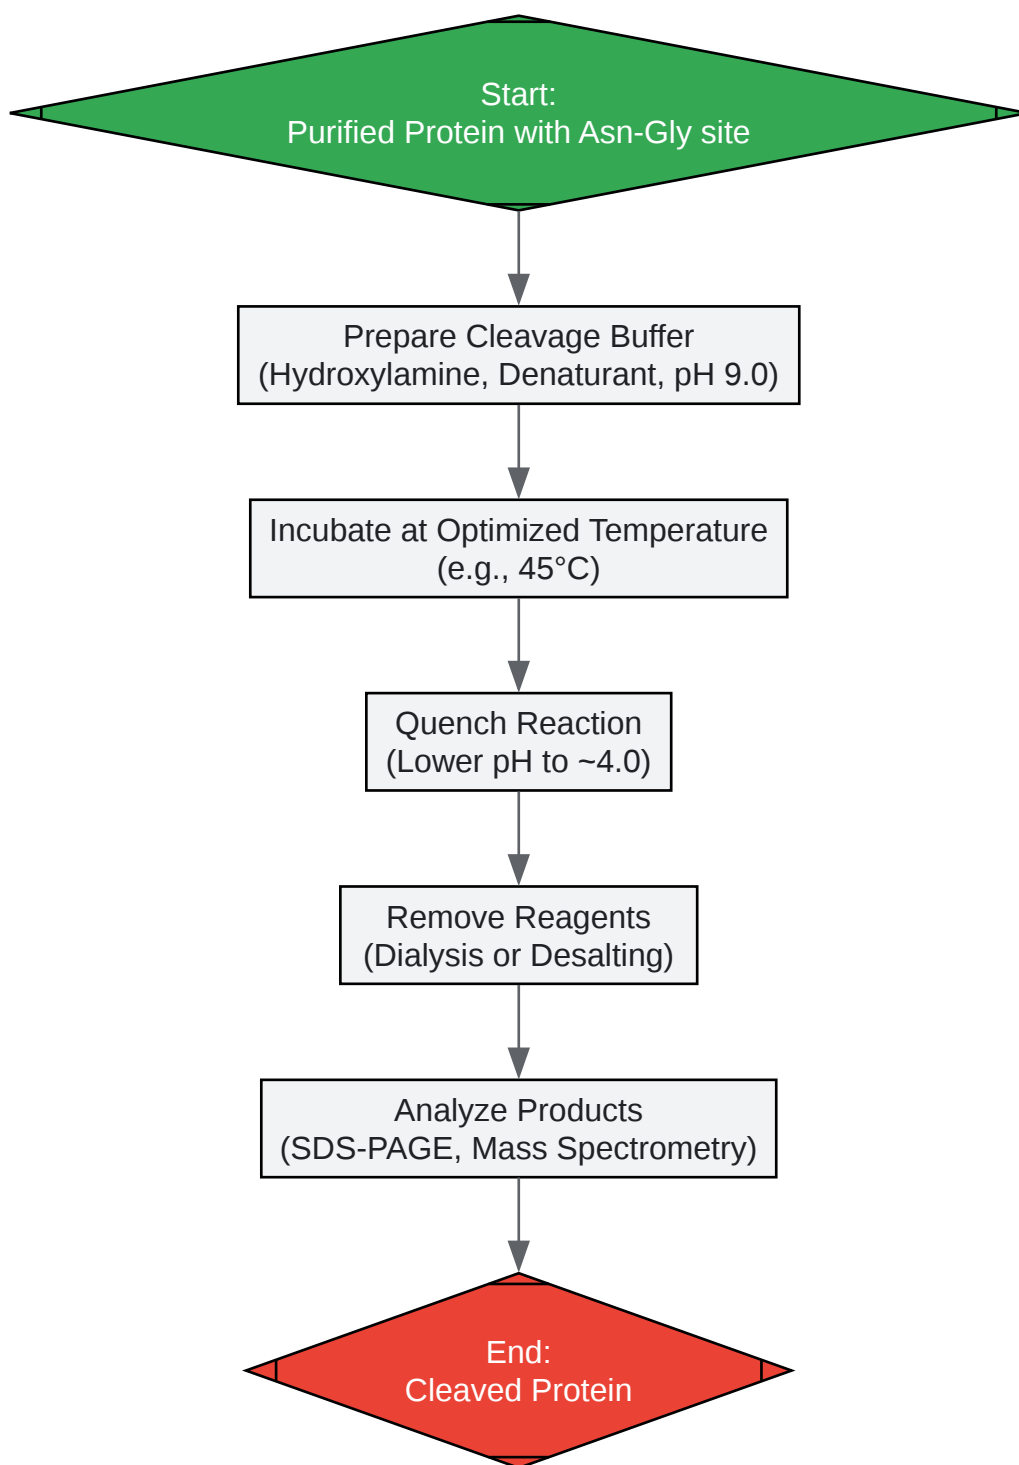 Start:
Purified Protein with Asn-Gly site
Prepare Cleavage Buffer
(Hydroxylamine, Denaturant, pH 9.0)
Incubate at Optimized Temperature
(e.g., 45°C)
Quench Reaction
(Lower pH to ~4.0)
Remove Reagents
(Dialysis or Desalting)
Analyze Products
(SDS-PAGE, Mass Spectrometry)
End:
Cleaved Protein